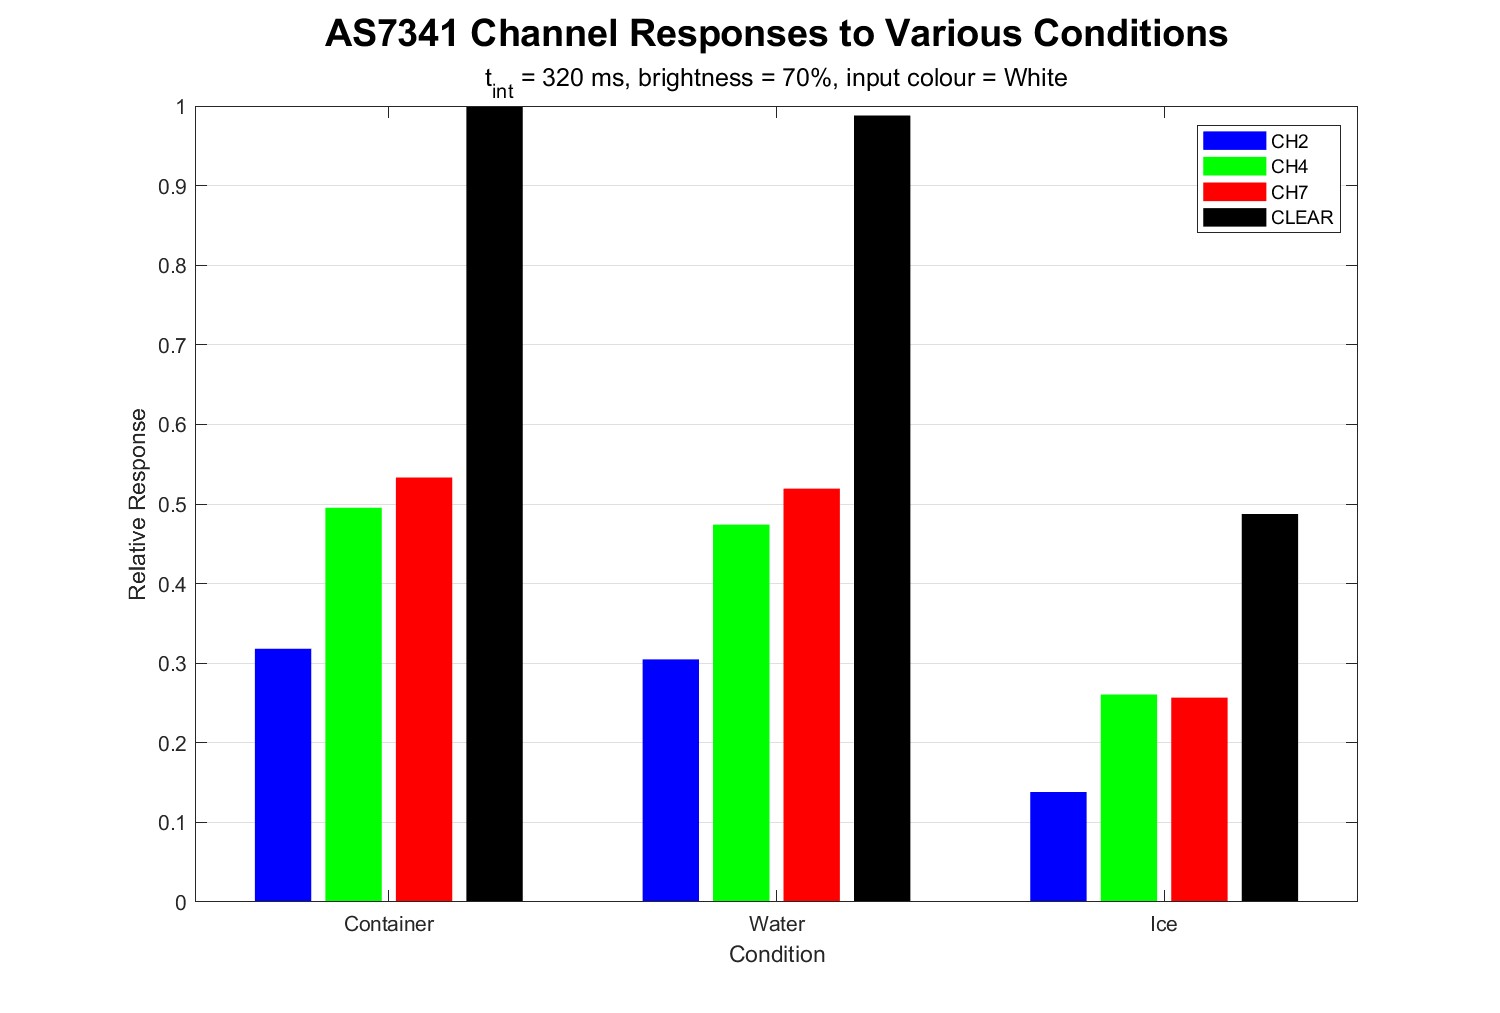 AS7341 Channel Responses to Various Conditions
t_int = 320 ms, brightness = 70%, input colour = White
1
0.9
0.8
0.7
0.6
0.5
0.4
0.3
0.2
0.1
0
Relative Response
CH2
CH4
CH7
CLEAR
Container Water Ice
Condition